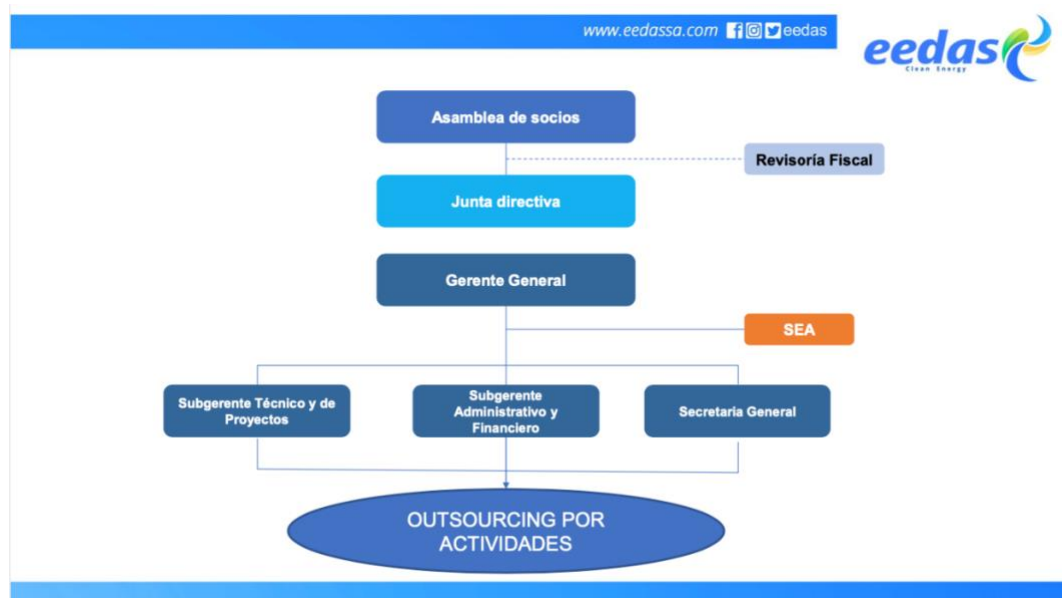 www.eedassa.com eedas
eedas
Clean Energy
Asamblea de socios
Revisoría Fiscal
Junta directiva
Gerente General
SEA
Subgerente Técnico y de
Proyectos
Subgerente
Administrativo y
Financiero
Secretaria General
OUTSOURCING POR
ACTIVIDADES